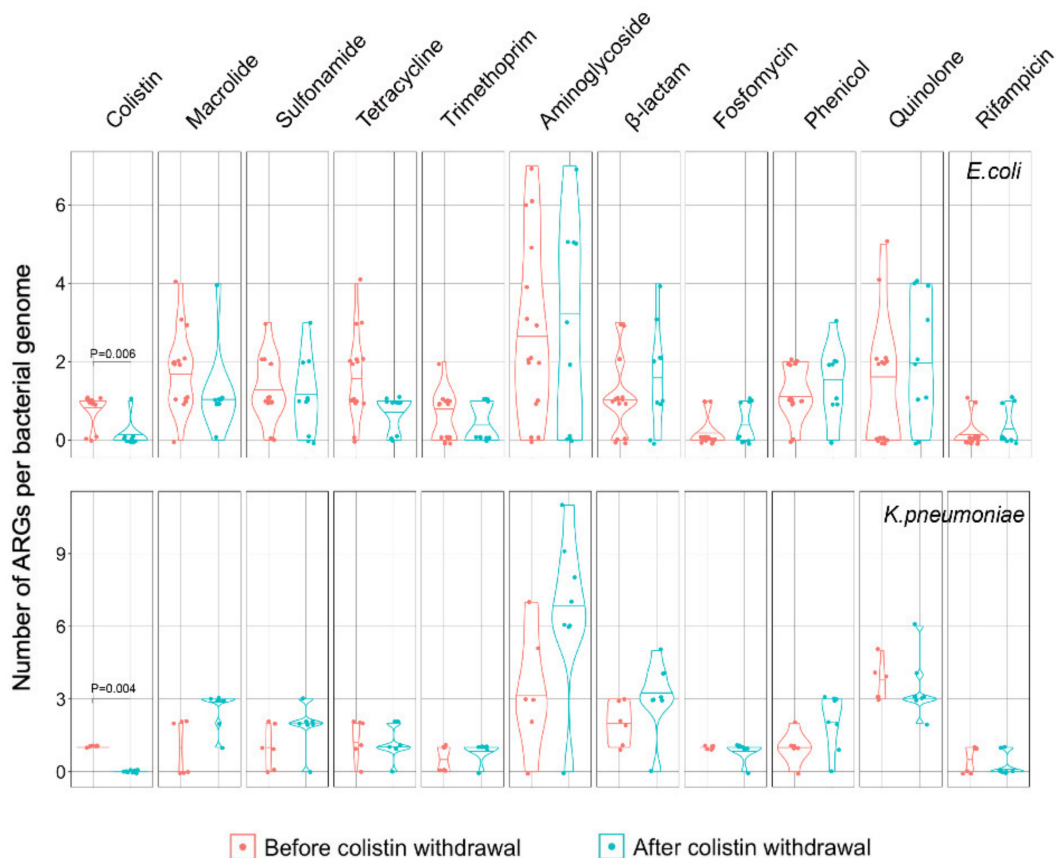 Colistin
Macrolide
Sulfonamide
Tetracycline
Trimethoprim
Aminoglycoside
β-lactam
Fosfomycin
Phenicol
Quinolone
Rifampicin
Number of ARGs per bacterial genome
E.coli
6
4
2
0
P=0.006
K.pneumoniae
9
6
3
0
P=0.004
Before colistin withdrawal
After colistin withdrawal